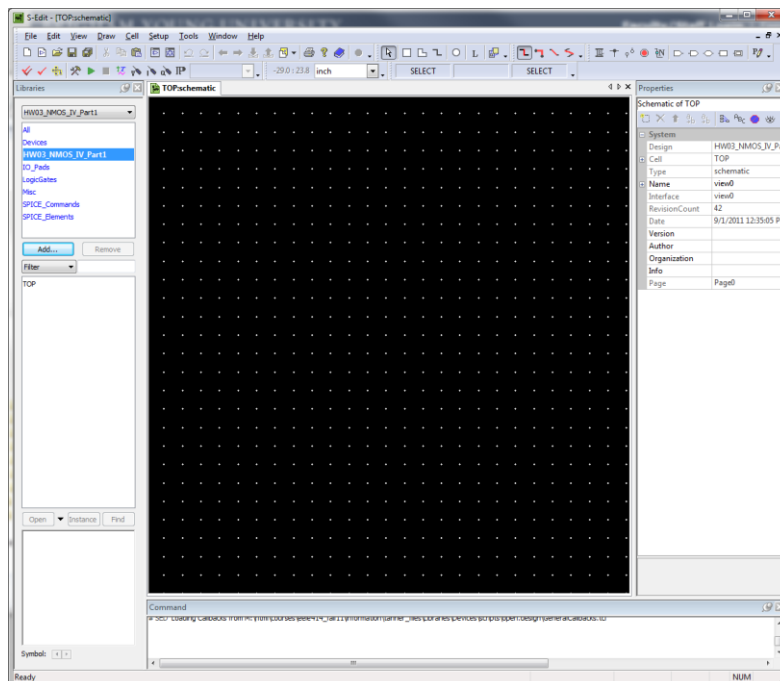 S-Edit - [TOP:schematic]
File Edit View Draw Cell Setup Tools Window Help
-29.0 : 23.8 inch SELECT SELECT
Libraries
TOP:schematic
Properties
HW03_NMOS_IV_Part1
Schematic of TOP
All
Devices
HW03_NMOS_IV_Part1
IO_Pads
LogicGates
Misc
SPICE_Commands
SPICE_Elements
Add... Remove
Filter
TOP
System
Design HW03_NMOS_IV_P
Cell TOP
Type schematic
Name view0
Interface view0
RevisionCount 42
Date 9/1/2011 12:35:05 P
Version
Author
Organization
Info
Page Page0
Open Instance Find
Symbol:
Command
Ready
NUM